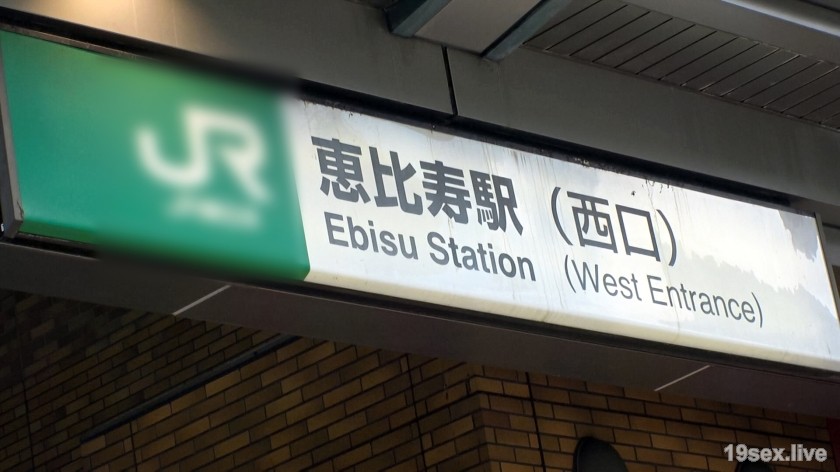 JR
恵比寿駅（西口）
Ebisu Station (West Entrance)
19sex.live